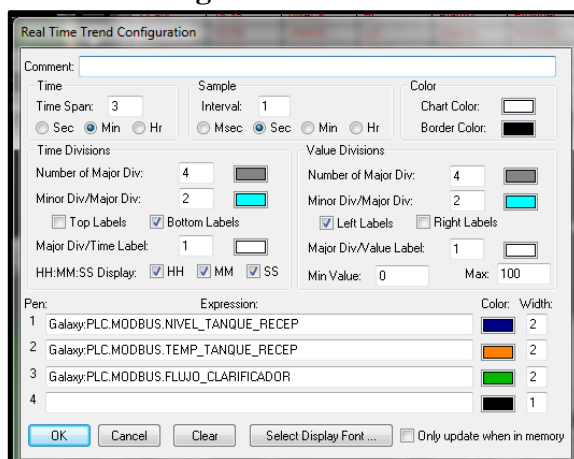 Real Time Trend Configuration
Comment:
Time
Time Span: 3
Sec Min Hr
Sample
Interval: 1
Msec Sec Min Hr
Color
Chart Color:
Border Color:
Time Divisions
Number of Major Div: 4
Minor Div/Major Div: 2
Top Labels Bottom Labels
Major Div/Time Label: 1
HH:MM:SS Display: HH MM SS
Value Divisions
Number of Major Div: 4
Minor Div/Major Div: 2
Left Labels Right Labels
Major Div/Value Label: 1
Min Value: 0 Max: 100
Pen: Expression: Color: Width:
1 Galaxy:PLC.MODBUS.NIVEL_TANQUE_RECEP 2
2 Galaxy:PLC.MODBUS.TEMP_TANQUE_RECEP 2
3 Galaxy:PLC.MODBUS.FLUJO_CLARIFICADOR 2
4 1
OK Cancel Clear Select Display Font ... Only update when in memory